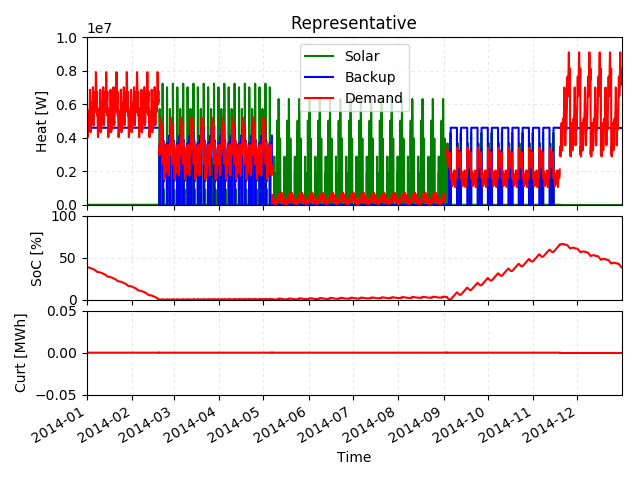 Representative
1e7
1.0
0.8
0.6
0.4
0.2
0.0
Heat [W]
Solar
Backup
Demand
100
50
0
SoC [%]
0.05
0.00
−0.05
Curt [MWh]
2014-01
2014-02
2014-03
2014-04
2014-05
2014-06
2014-07
2014-08
2014-09
2014-10
2014-11
2014-12
Time